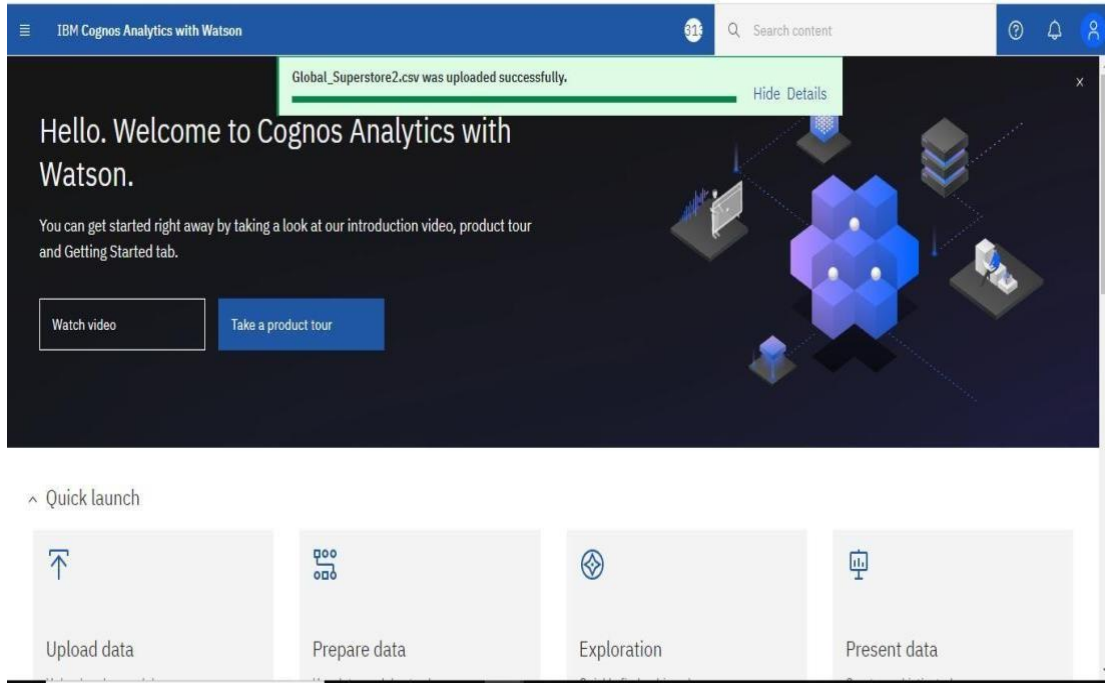 IBM Cognos Analytics with Watson
Search content
Global_Superstore2.csv was uploaded successfully.
Hide Details
x
Hello. Welcome to Cognos Analytics with
Watson.
You can get started right away by taking a look at our introduction video, product tour
and Getting Started tab.
Watch video
Take a product tour
Quick launch
Upload data
Prepare data
Exploration
Present data